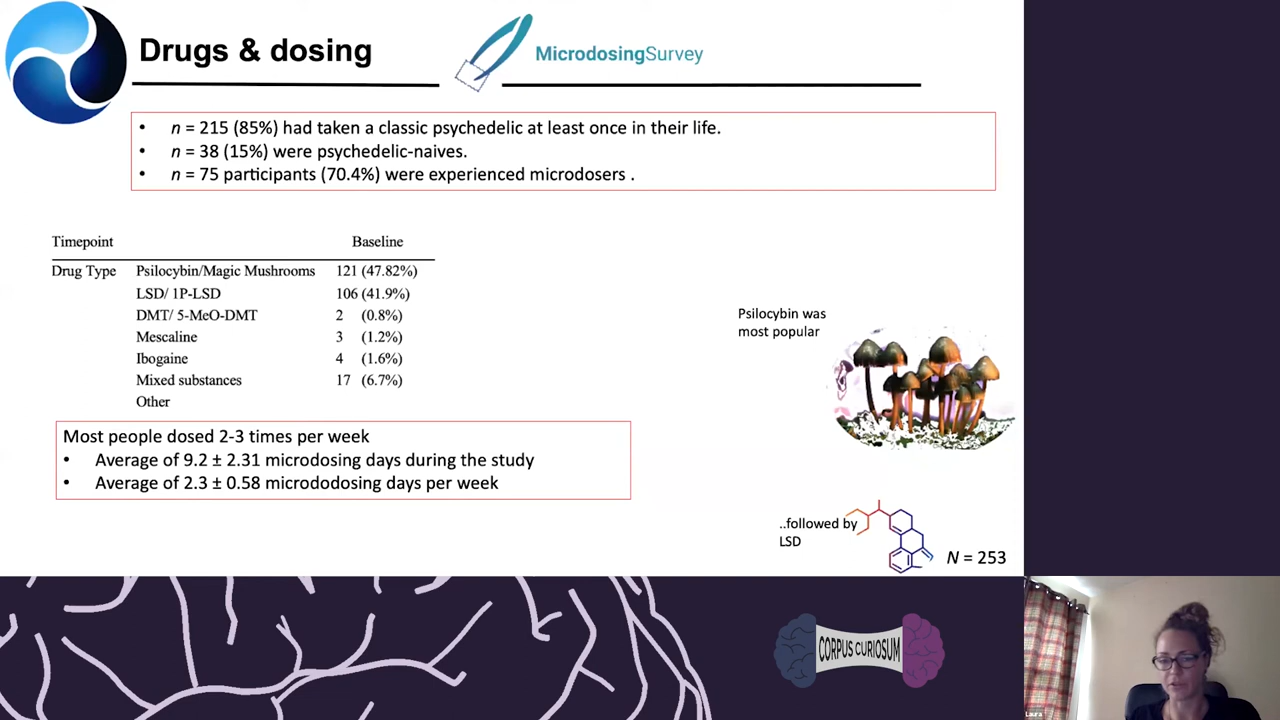 Drugs & dosing
MicrodosingSurvey
• n = 215 (85%) had taken a classic psychedelic at least once in their life.
• n = 38 (15%) were psychedelic-naives.
• n = 75 participants (70.4%) were experienced microdosers .
Timepoint Baseline
Drug Type Psilocybin/Magic Mushrooms 121 (47.82%)
LSD/ 1P-LSD 106 (41.9%)
DMT/ 5-MeO-DMT 2 (0.8%)
Mescaline 3 (1.2%)
Ibogaine 4 (1.6%)
Mixed substances 17 (6.7%)
Other
Psilocybin was
most popular
Most people dosed 2-3 times per week
• Average of 9.2 ± 2.31 microdosing days during the study
• Average of 2.3 ± 0.58 micrododosing days per week
..followed by
LSD
N = 253
CORPUS CURIOSUM
Laura